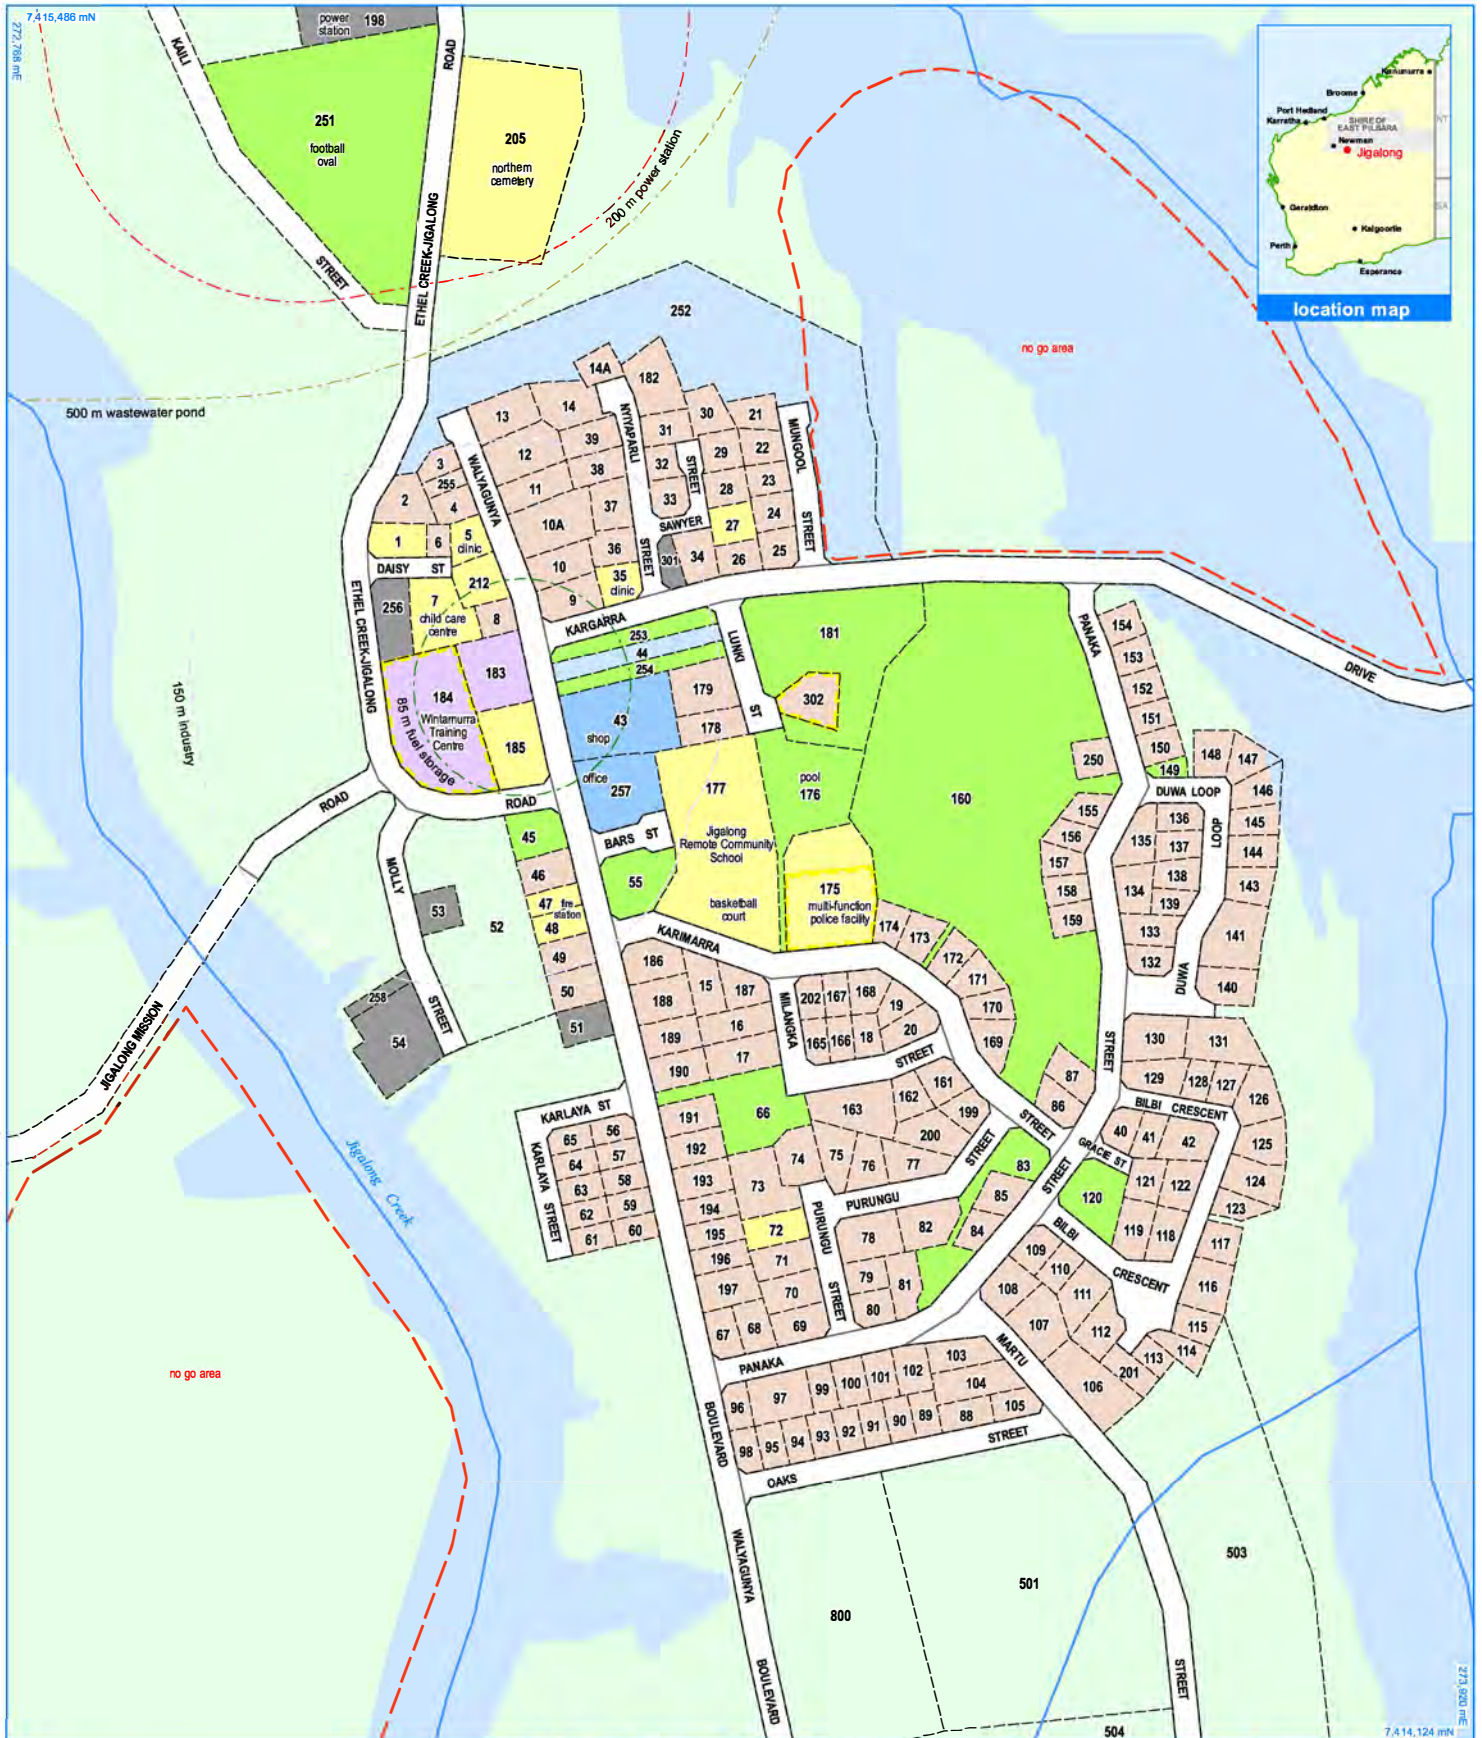 7,415,486 mN
272,768 mE
power
station
198
KAILI
STREET
ROAD
251
football
oval
205
northern
cemetery
ETHEL CREEK-JIGALONG
200 m power station
500 m wastewater pond
Kununurra
Broome
Port Hedland
Karratha
SHIRE OF
EAST PILBARA
NT
Newman
Jigalong
SA
Geraldton
Kalgoorlie
Perth
Esperance
location map
252
no go area
14A
182
13
14
NYIYAPARLI
STREET
30
21
MUNGOOL
STREET
31
39
12
22
29
3
WALYAGUNYA
38
32
STREET
255
23
11
28
2
4
37
33
24
10A
SAWYER
27
1
6
5
clinic
36
301
34
26
25
DAISY ST
10
35
clinic
212
256
7
child care
centre
8
9
KARGARRA
DRIVE
ETHEL CREEK-JIGALONG
ROAD
253
44
254
LUNKI
ST
181
PANAKA
STREET
154
153
152
151
150
149
183
184
Wintamurra
Training
Centre
85 m fuel storage
150 m industry
179
178
302
43
shop
185
office
257
177
pool
176
160
250
148
147
146
DUWA LOOP
155
156
157
158
159
136
135
137
138
134
139
133
132
LOOP
DUWA
145
144
143
141
140
ROAD
JIGALONG MISSION
45
BARS ST
Jigalong
Remote Community
School
46
55
MOLLY
STREET
47
fire
station
48
basketball
court
175
multi-function
police facility
53
52
49
KARIMARRA
STREET
174
173
172
171
170
169
50
186
15
187
188
51
258
54
MILANGKA
STREET
202
167
168
19
20
165
166
18
16
189
17
190
130
131
129
128
127
126
87
86
161
162
163
199
200
66
191
KARLAYA ST
KARLAYA STREET
65
56
64
57
63
58
62
59
61
60
192
193
194
195
196
197
73
74
75
76
77
72
71
70
69
67
68
PURUNGU
STREET
PURUNGU
STREET
78
79
80
81
82
83
84
85
BILBI CRESCENT
40
41
42
GRACIE ST
120
121
122
119
118
125
124
123
117
116
115
114
113
STREET
BILBI
CRESCENT
109
110
111
112
108
107
106
201
Jigalong Creek
no go area
PANAKA
MARTU
STREET
BOULEVARD
96
97
99
100
101
102
103
104
105
98
95
94
93
92
91
90
89
88
OAKS
STREET
WALYAGUNYA
BOULEVARD
800
501
503
504
273,920 mE
7,414,124 mN